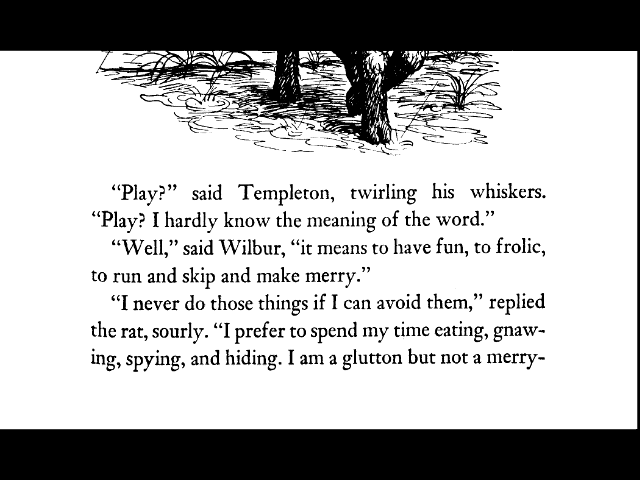 “Play?” said Templeton, twirling his whiskers.
“Play? I hardly know the meaning of the word.”
“Well,” said Wilbur, “it means to have fun, to frolic,
to run and skip and make merry.”
“I never do those things if I can avoid them,” replied
the rat, sourly. “I prefer to spend my time eating, gnaw-
ing, spying, and hiding. I am a glutton but not a merry-